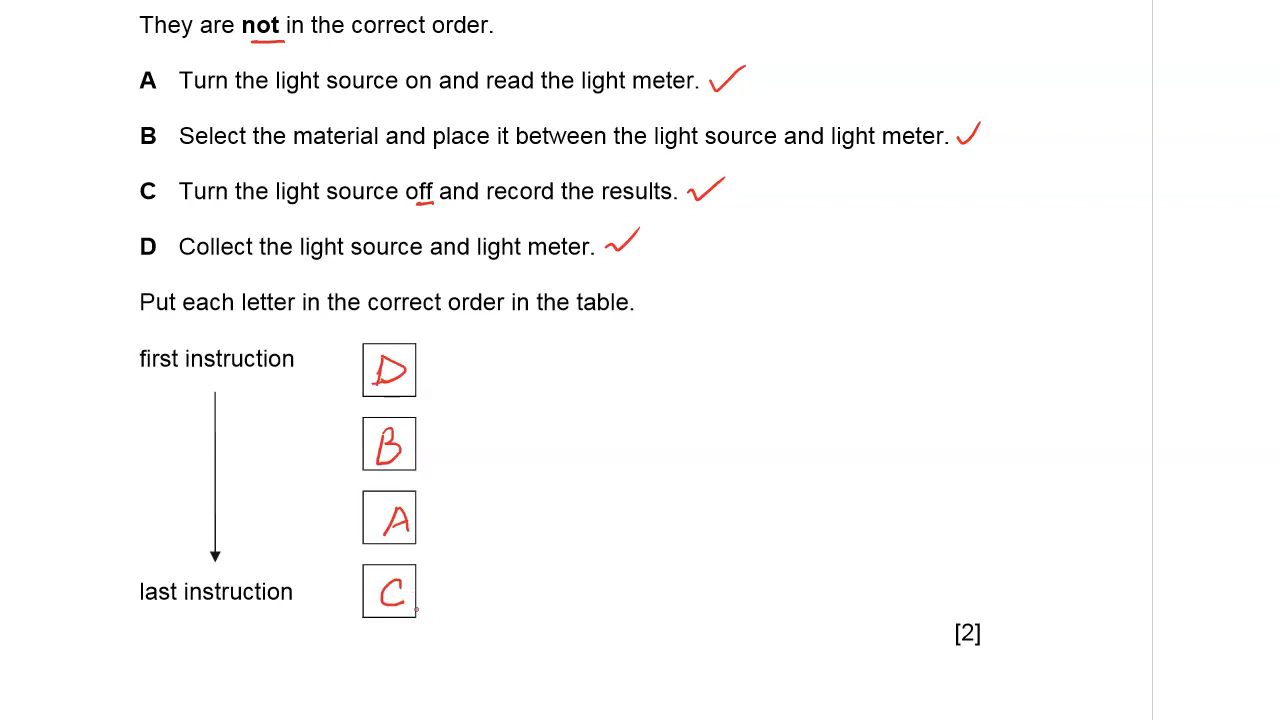 They are not in the correct order.
A Turn the light source on and read the light meter.
B Select the material and place it between the light source and light meter.
C Turn the light source off and record the results.
D Collect the light source and light meter.
Put each letter in the correct order in the table.
first instruction D
B
A
last instruction C
[2]